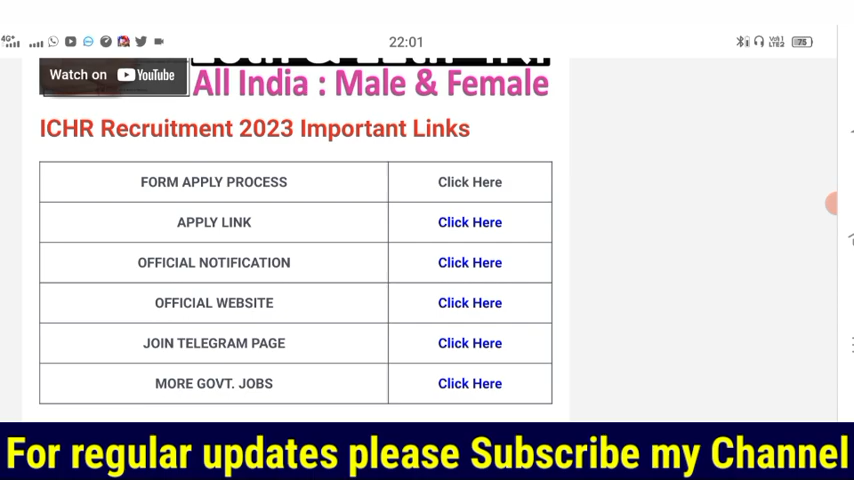 4G+ 22:01 75
Watch on YouTube
All India : Male & Female
ICHR Recruitment 2023 Important Links
FORM APPLY PROCESS Click Here
APPLY LINK Click Here
OFFICIAL NOTIFICATION Click Here
OFFICIAL WEBSITE Click Here
JOIN TELEGRAM PAGE Click Here
MORE GOVT. JOBS Click Here
For regular updates please Subscribe my Channel